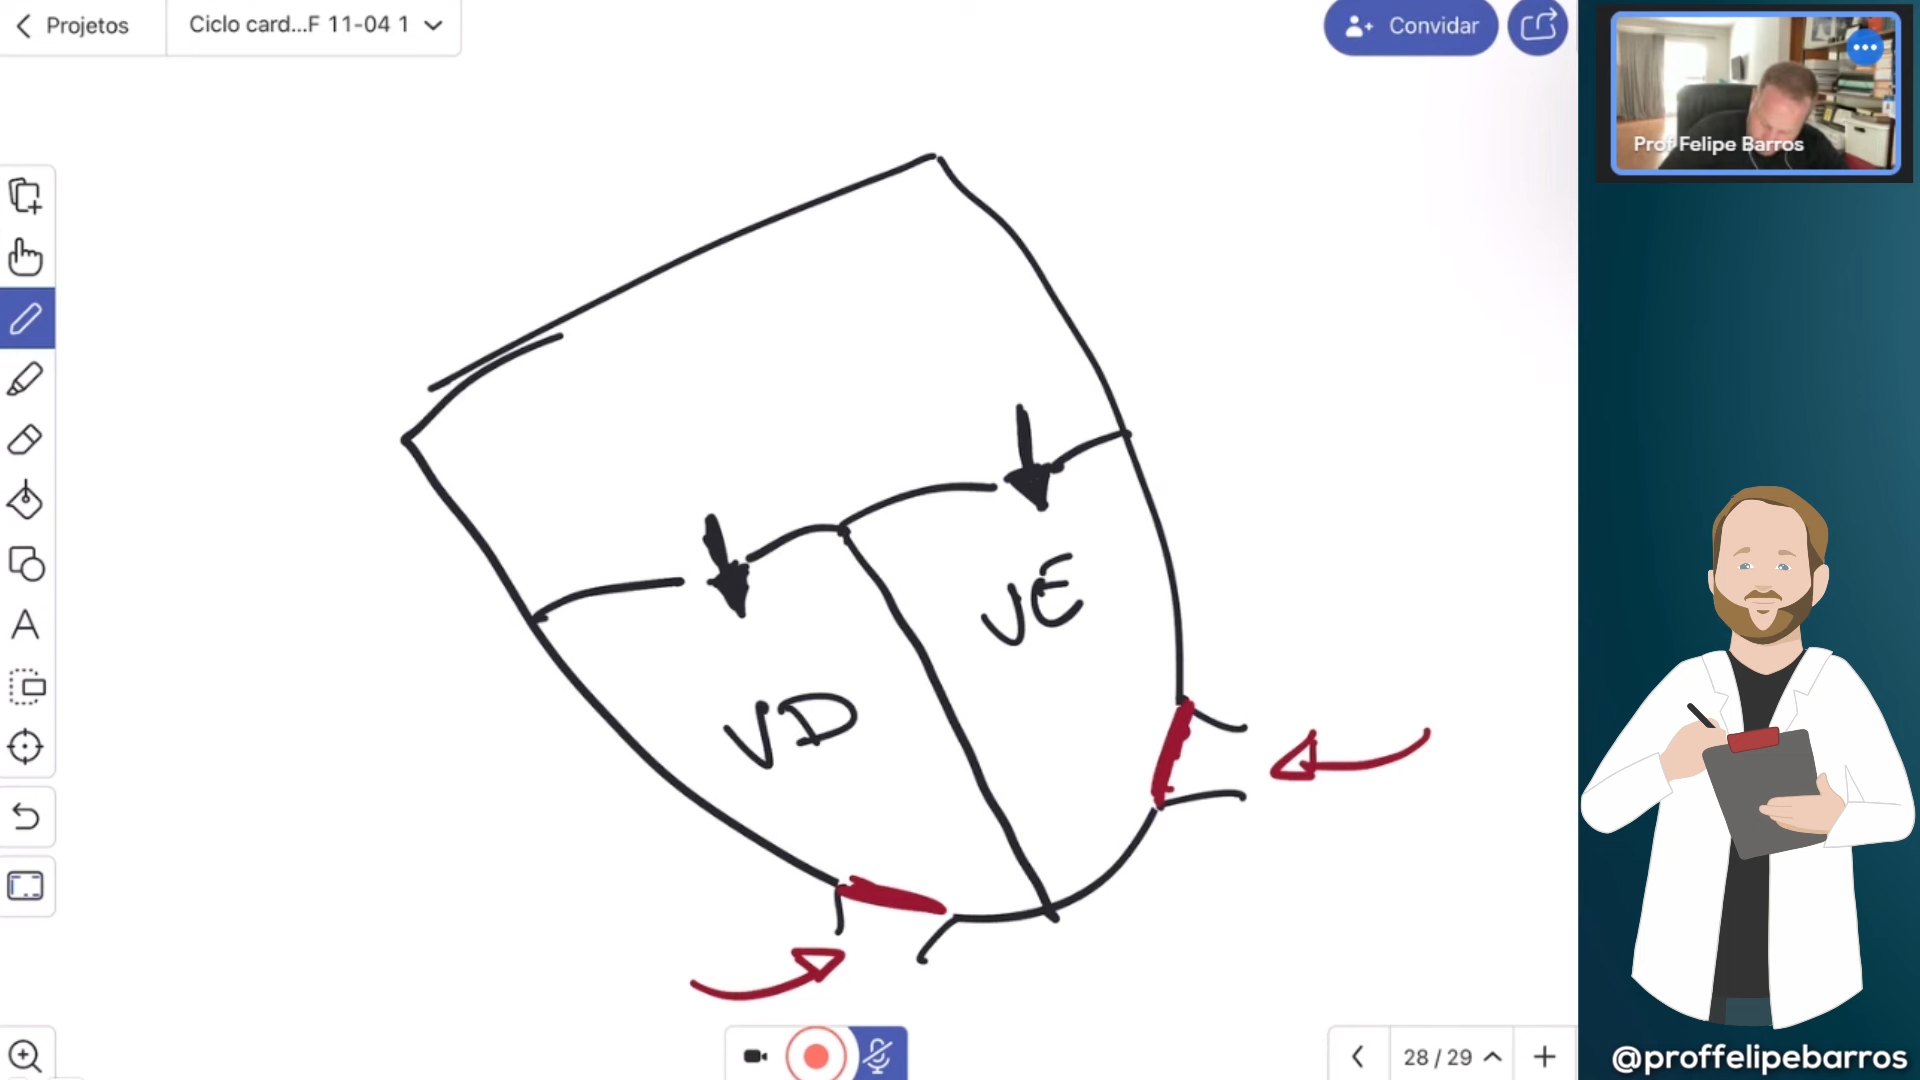 Projetos
Ciclo card...F 11-04 1
Convidar
Prof Felipe Barros
VE
VD
A
28 / 29
@proffelipebarros